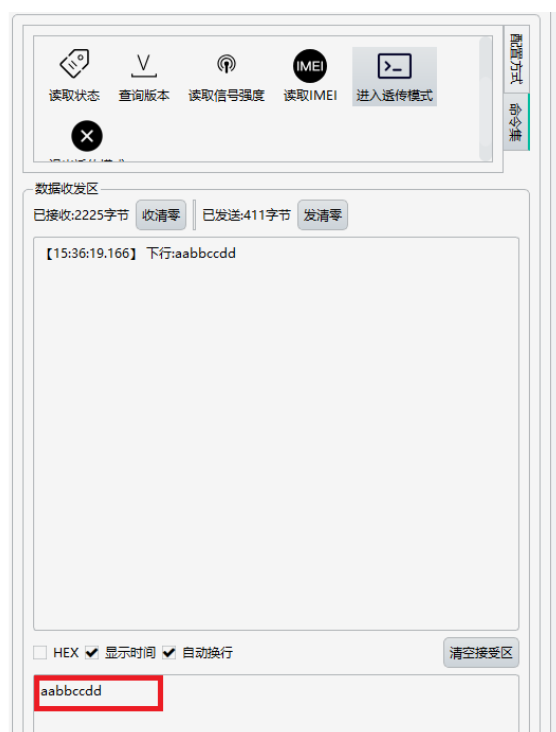 读取状态 查询版本 读取信号强度 读取IMEI 进入透传模式
IMEI
配置方式
命令集
数据收发区
已接收:2225字节 收清零 已发送:411字节 发清零
【15:36:19.166】 下行:aabbccdd
HEX 显示时间 自动换行 清空接受区
aabbccdd